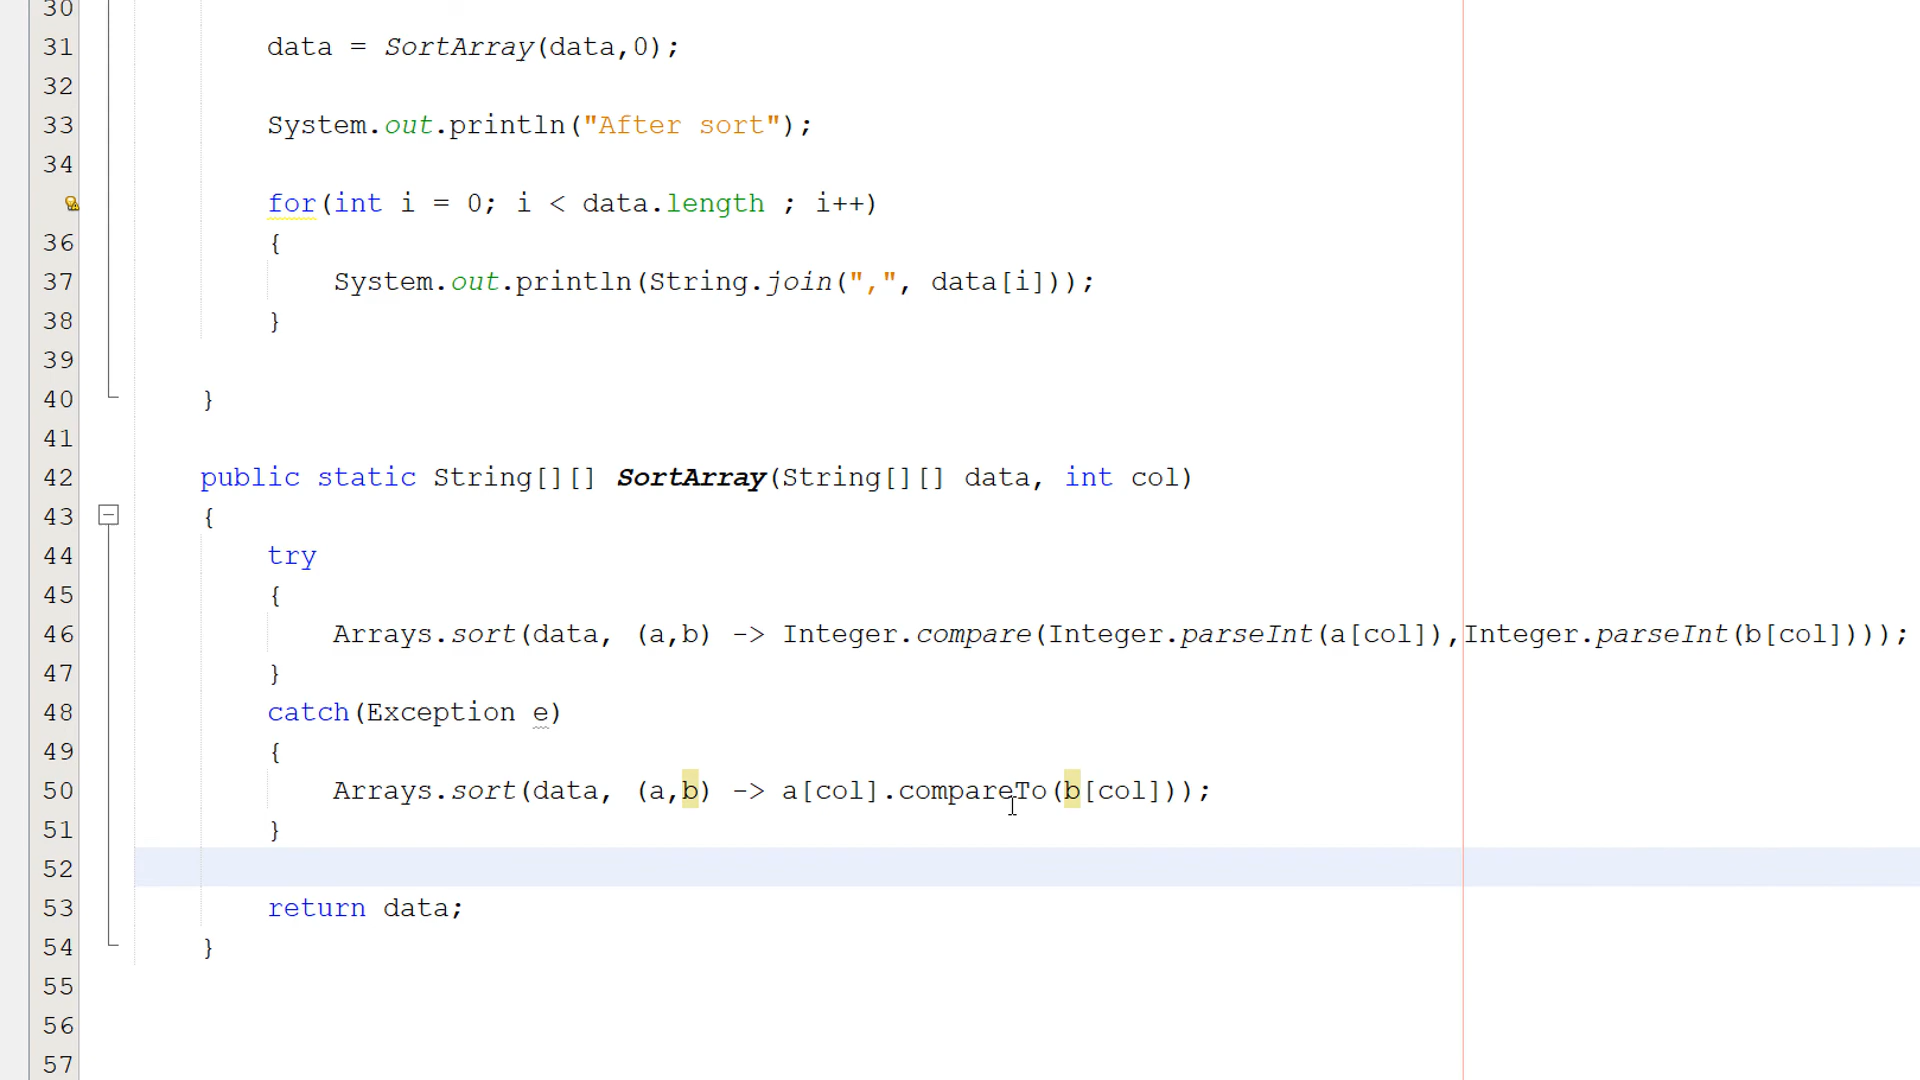 30
31 data = SortArray(data,0);
32
33 System.out.println("After sort");
34
for(int i = 0; i < data.length ; i++)
36 {
37 System.out.println(String.join(",", data[i]));
38 }
39
40 }
41
42 public static String[][] SortArray(String[][] data, int col)
43 {
44 try
45 {
46 Arrays.sort(data, (a,b) -> Integer.compare(Integer.parseInt(a[col]),Integer.parseInt(b[col])));
47 }
48 catch(Exception e)
49 {
50 Arrays.sort(data, (a,b) -> a[col].compareTo(b[col]));
51 }
52
53 return data;
54 }
55
56
57